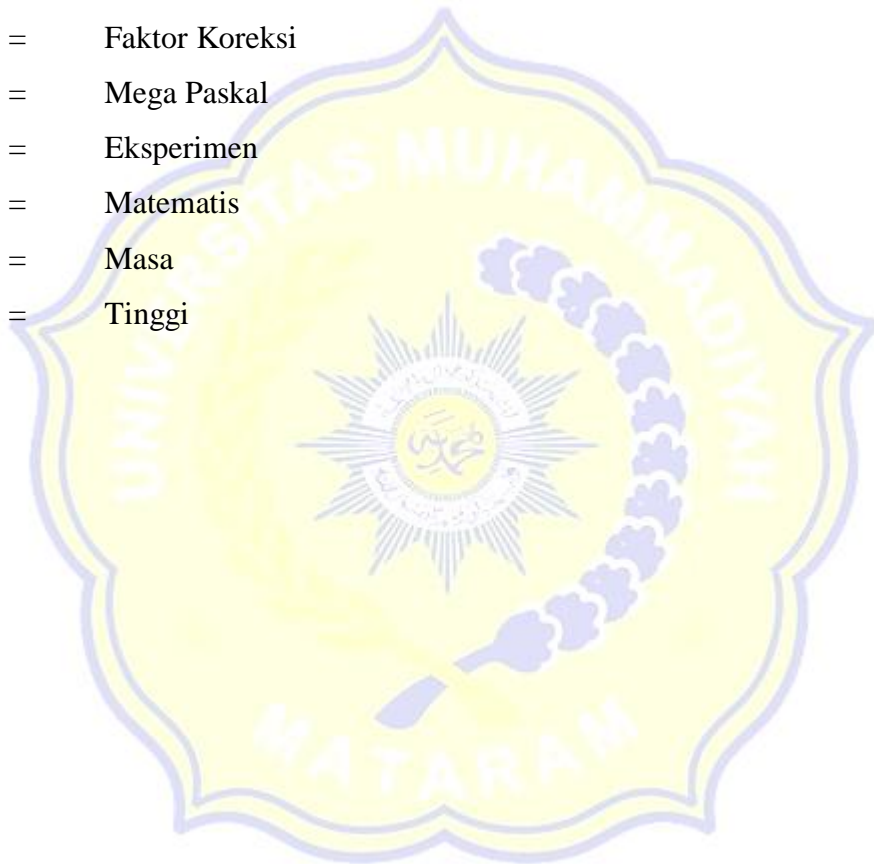 = Faktor Koreksi
= Mega Paskal
= Eksperimen
= Matematis
= Masa
= Tinggi
UNIVERSITAS MUHAMMADIYAH
MATARAM